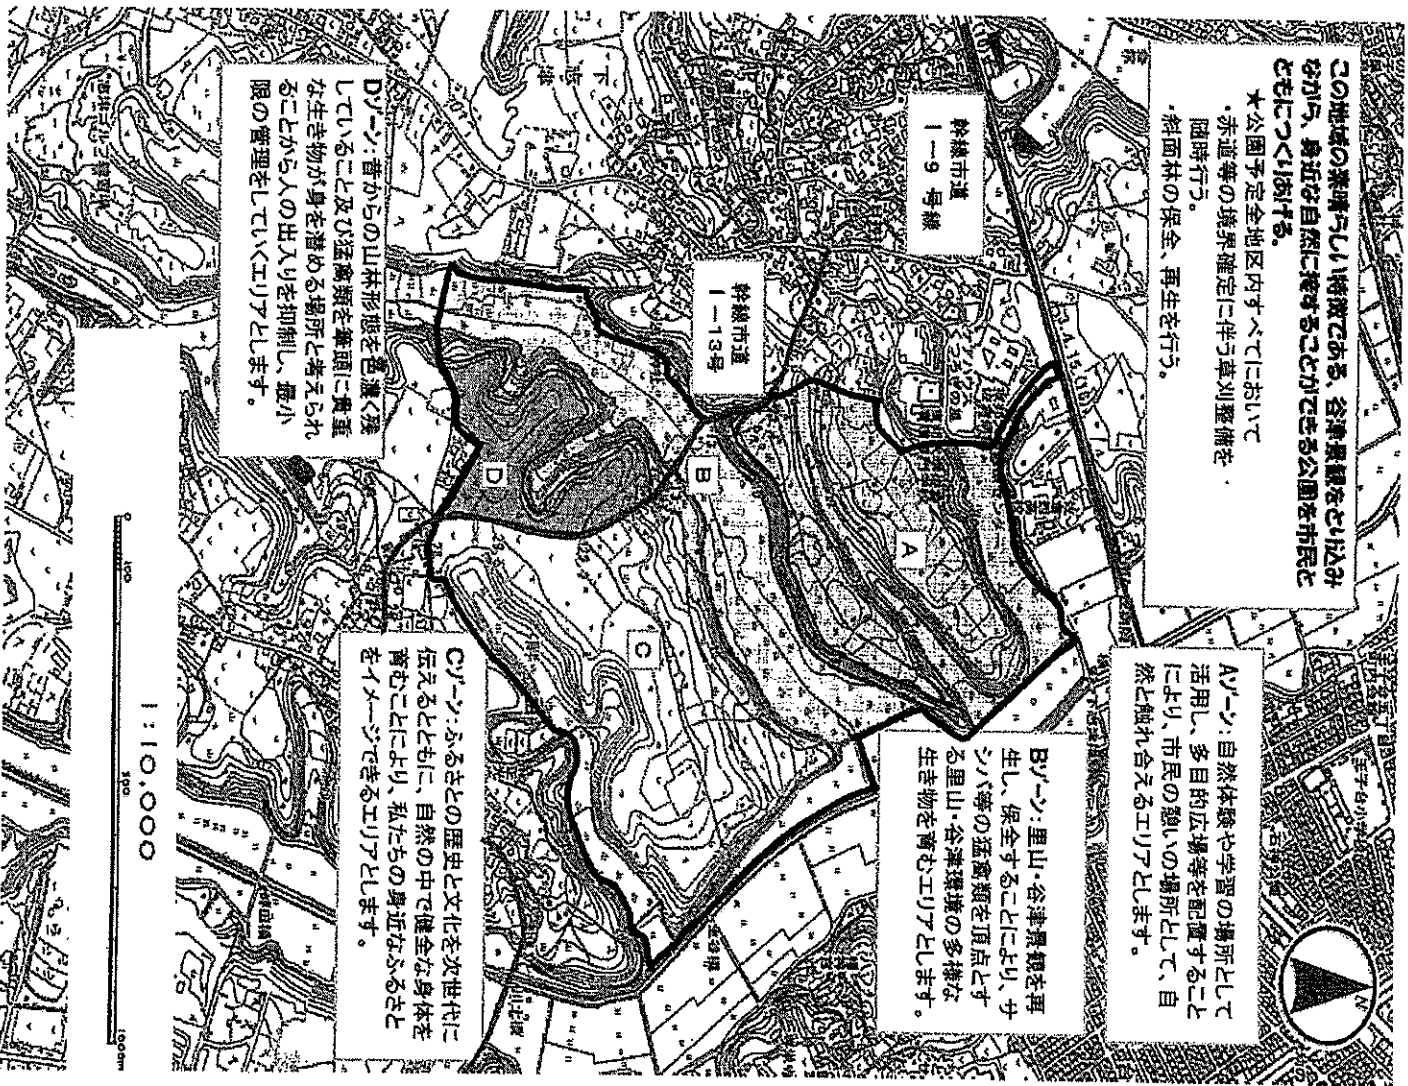 この地域の素晴らしい特徴である、谷津景観をとり込み
ながら、身近な自然に接することができる公園を市民と
ともにつくりあげる。
★公園予定全地区内すべてにおいて
・赤道等の境界確定に伴う草刈整備を
随時行う。
・斜面林の保全、再生を行う。
Aゾーン:自然体験や学習の場所として
活用し、多目的広場等を配置すること
により、市民の憩いの場所として、自
然と触れ合えるエリアとします。
幹線市道
Ⅰ－9 号線
幹線市道
Ⅰ－13号
A
B
C
D
Bゾーン:里山・谷津景観を再
生し、保全することにより、サ
シバ等の猛禽類を頂点とす
る里山・谷津環境の多様な
生き物を育むエリアとします。
Dゾーン:昔からの山林形態を色濃く残
していること及び猛禽類を筆頭に貴重
な生き物が身を潜める場所と考えられ
ることから人の出入りを抑制し、最小
限の管理をしていくエリアとします。
Cゾーン:ふるさとの歴史と文化を次世代に
伝えるとともに、自然の中で健全な身体を
育むことにより、私たちの身近なふるさと
をイメージできるエリアとします。
N
1:10,000
0 100 500 1000m